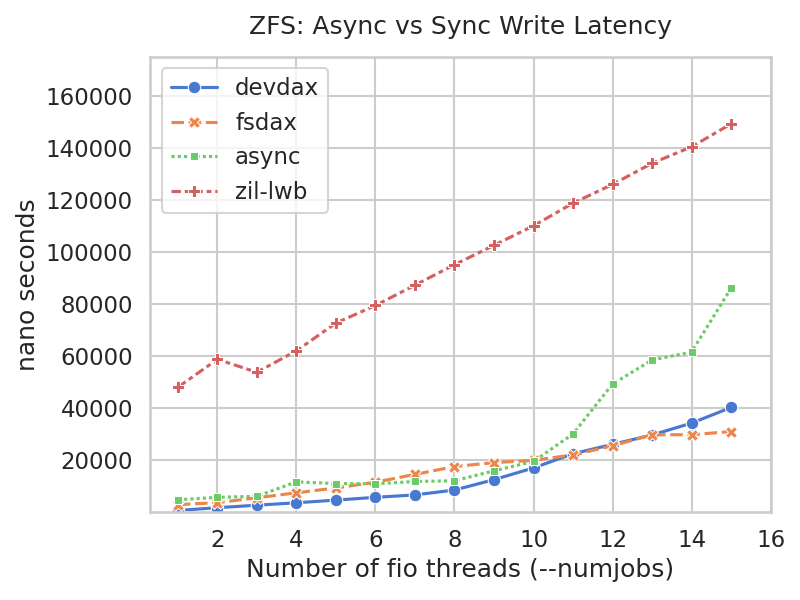 ZFS: Async vs Sync Write Latency
devdax
fsdax
async
zil-lwb
160000
140000
120000
100000
80000
60000
40000
20000
nano seconds
2 4 6 8 10 12 14 16
Number of fio threads (--numjobs)